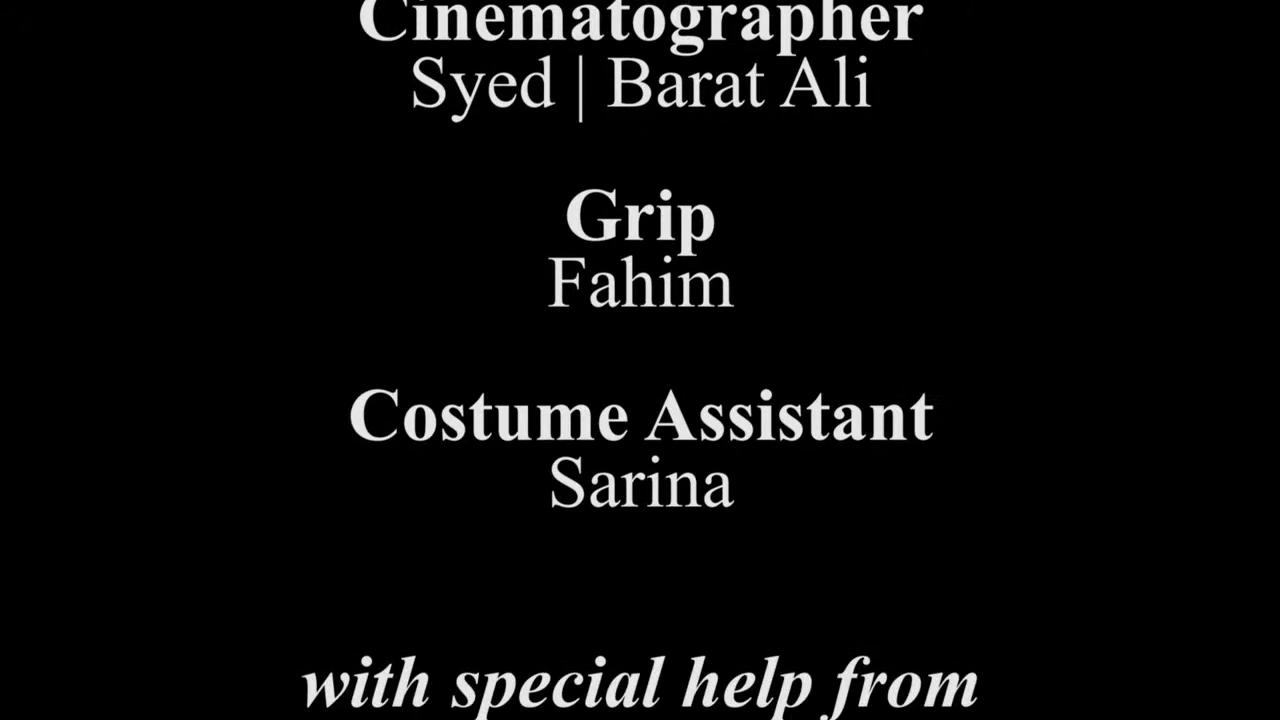 Cinematographer
Syed | Barat Ali
Grip
Fahim
Costume Assistant
Sarina
with special help from